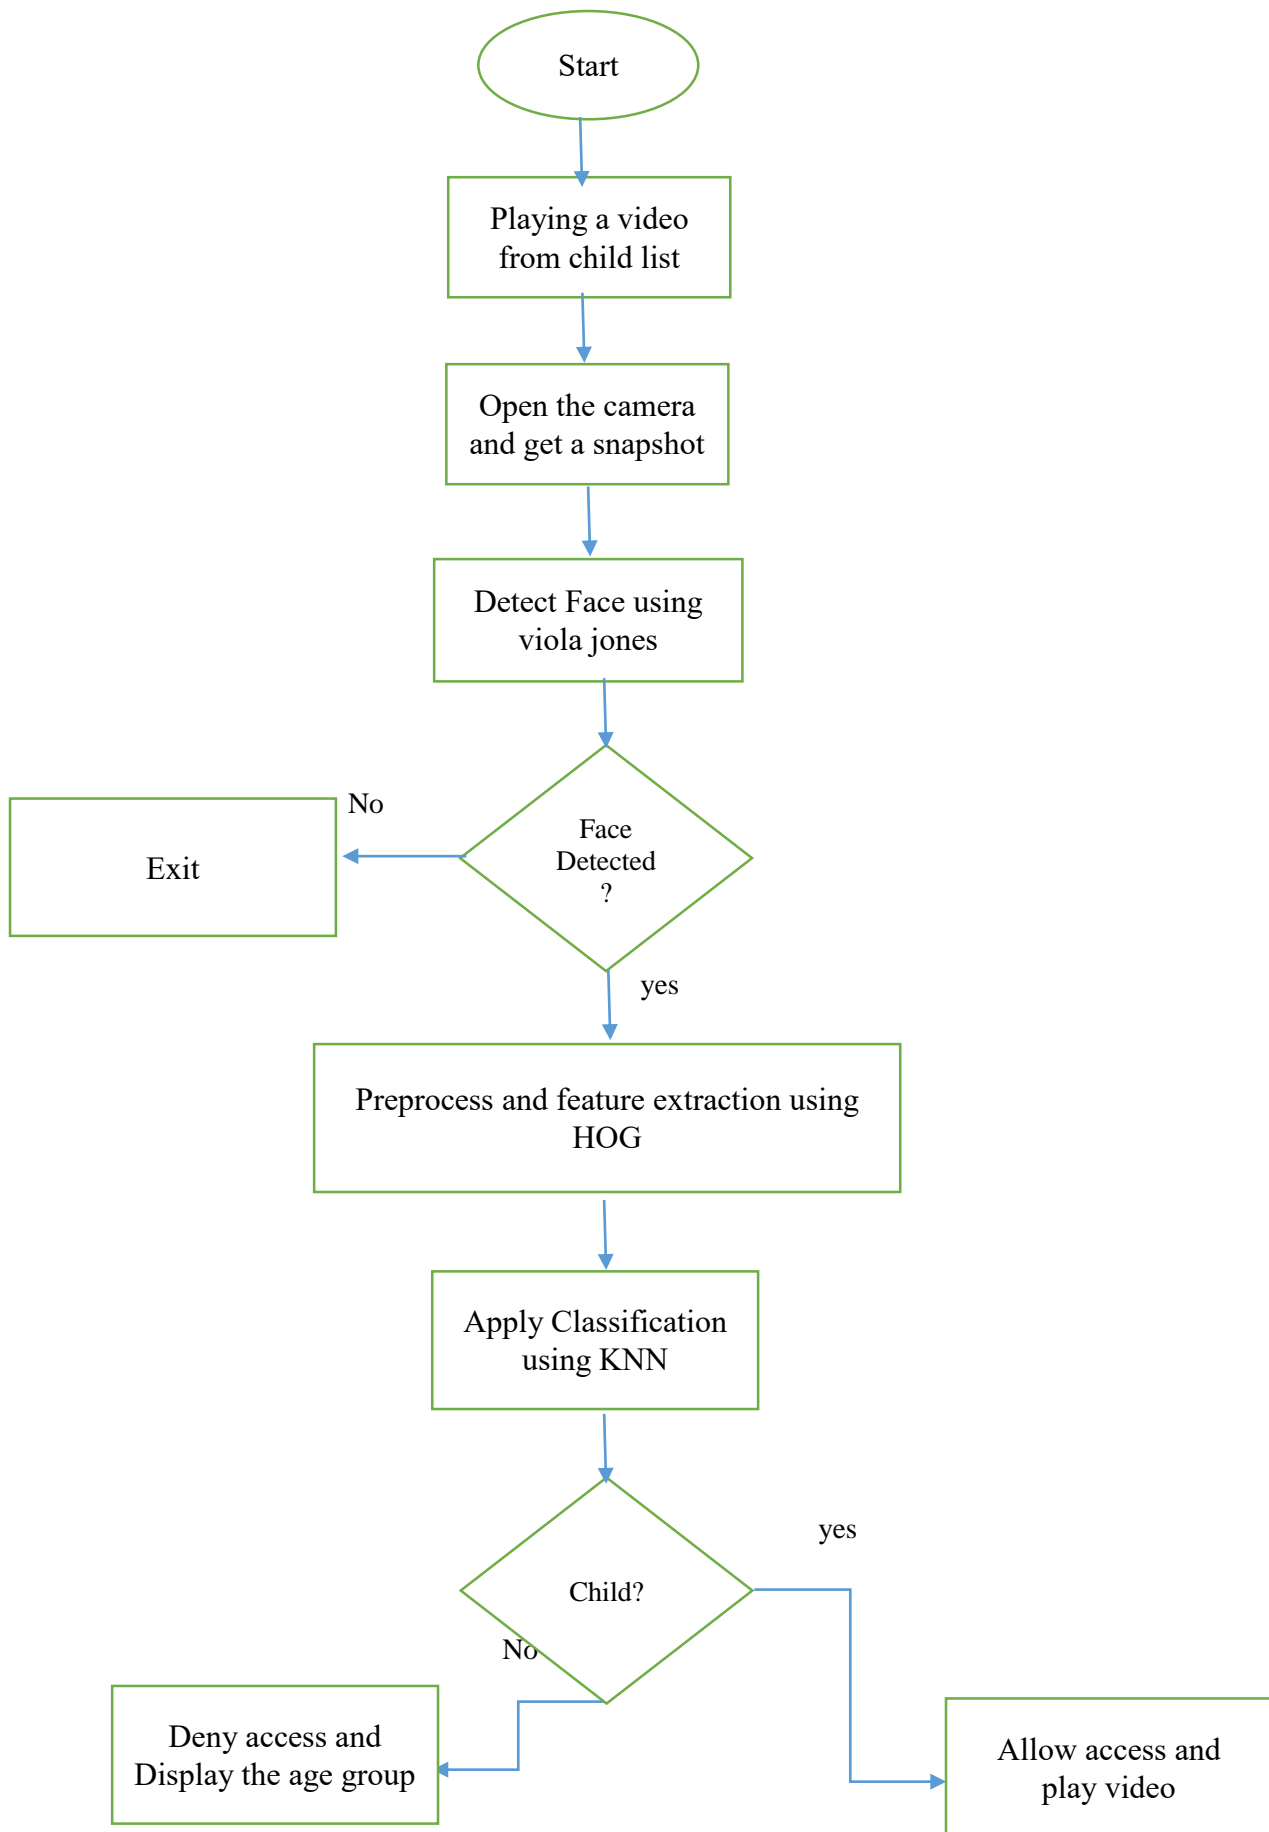 Start
Playing a video
from child list
Open the camera
and get a snapshot
Detect Face using
viola jones
No
Face
Detected
?
Exit
yes
Preprocess and feature extraction using
HOG
Apply Classification
using KNN
yes
Child?
No
Deny access and
Display the age group
Allow access and
play video